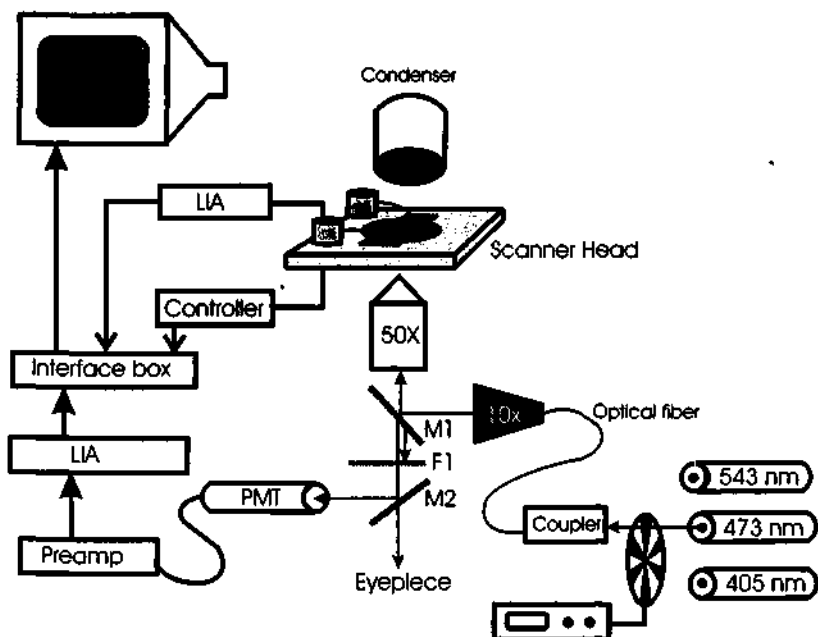 Condenser
LIA
Scanner Head
Controller
50X
Interface box
10x
Optical fiber
M1
F1
LIA
543 nm
PMT
M2
Coupler
473 nm
Preamp
Eyepiece
405 nm